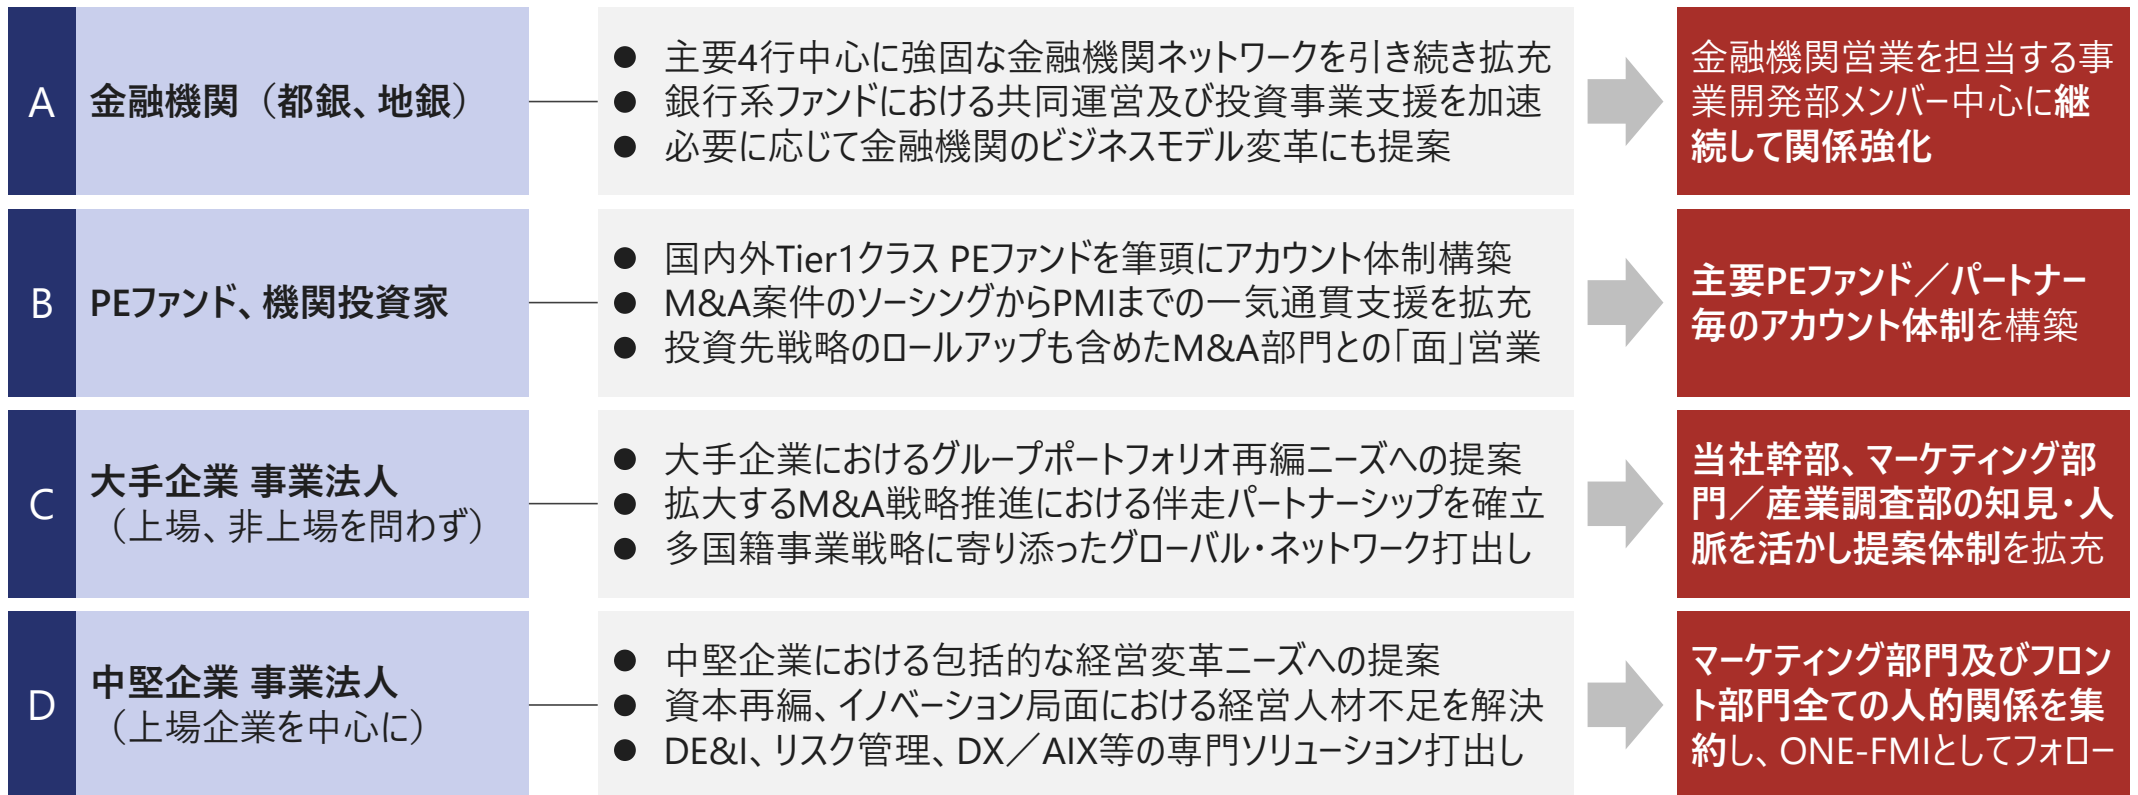 A
金融機関（都銀、地銀）
● 主要4行中心に強固な金融機関ネットワークを引き続き拡充
● 銀行系ファンドにおける共同運営及び投資事業支援を加速
● 必要に応じて金融機関のビジネスモデル変革にも提案
金融機関営業を担当する事
業開発部メンバー中心に継
続して関係強化
B
PEファンド、機関投資家
● 国内外Tier1クラス PEファンドを筆頭にアカウント体制構築
● M&A案件のソーシングからPMIまでの一気通貫支援を拡充
● 投資先戦略のロールアップも含めたM&A部門との「面」営業
主要PEファンド／パートナー
毎のアカウント体制を構築
C
大手企業 事業法人
（上場、非上場を問わず）
● 大手企業におけるグループポートフォリオ再編ニーズへの提案
● 拡大するM&A戦略推進における伴走パートナーシップを確立
● 多国籍事業戦略に寄り添ったグローバル・ネットワーク打出し
当社幹部、マーケティング部
門／産業調査部の知見・人
脈を活かし提案体制を拡充
D
中堅企業 事業法人
（上場企業を中心に）
● 中堅企業における包括的な経営変革ニーズへの提案
● 資本再編、イノベーション局面における経営人材不足を解決
● DE&I、リスク管理、DX／AIX等の専門ソリューション打出し
マーケティング部門及びフロン
ト部門全ての人的関係を集
約し、ONE-FMIとしてフォロー